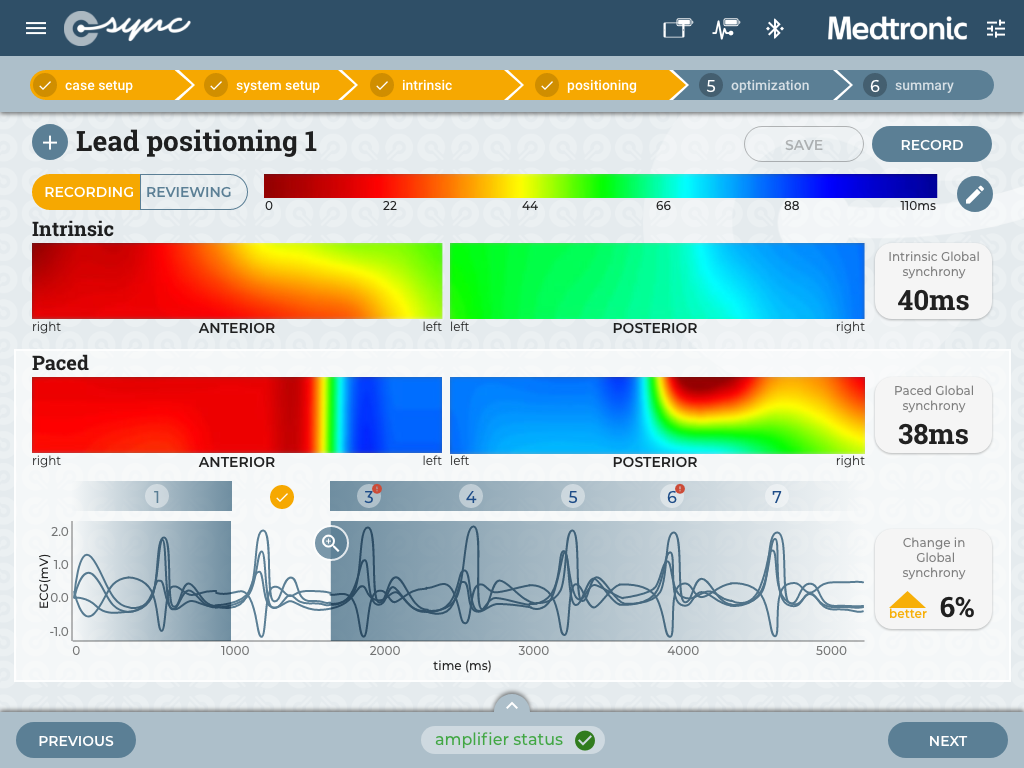 sync
Medtronic
case setup
system setup
intrinsic
positioning
5 optimization
6 summary
+ Lead positioning 1
SAVE
RECORD
RECORDING
REVIEWING
0 22 44 66 88 110ms
Intrinsic
Intrinsic Global
synchrony
40ms
right ANTERIOR left
left POSTERIOR right
Paced
Paced Global
synchrony
38ms
right ANTERIOR left
left POSTERIOR right
1 3 4 5 6 7
ECG(mV)
2.0
1.0
0.0
-1.0
0 1000 2000 3000 4000 5000
time (ms)
Change in
Global
synchrony
better 6%
PREVIOUS
amplifier status
NEXT